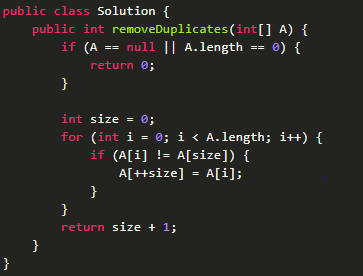 public class Solution {
    public int removeDuplicates(int[] A) {
        if (A == null || A.length == 0) {
            return 0;
        }

        int size = 0;
        for (int i = 0; i < A.length; i++) {
            if (A[i] != A[size]) {
                A[++size] = A[i];
            }
        }
        return size + 1;
    }
}